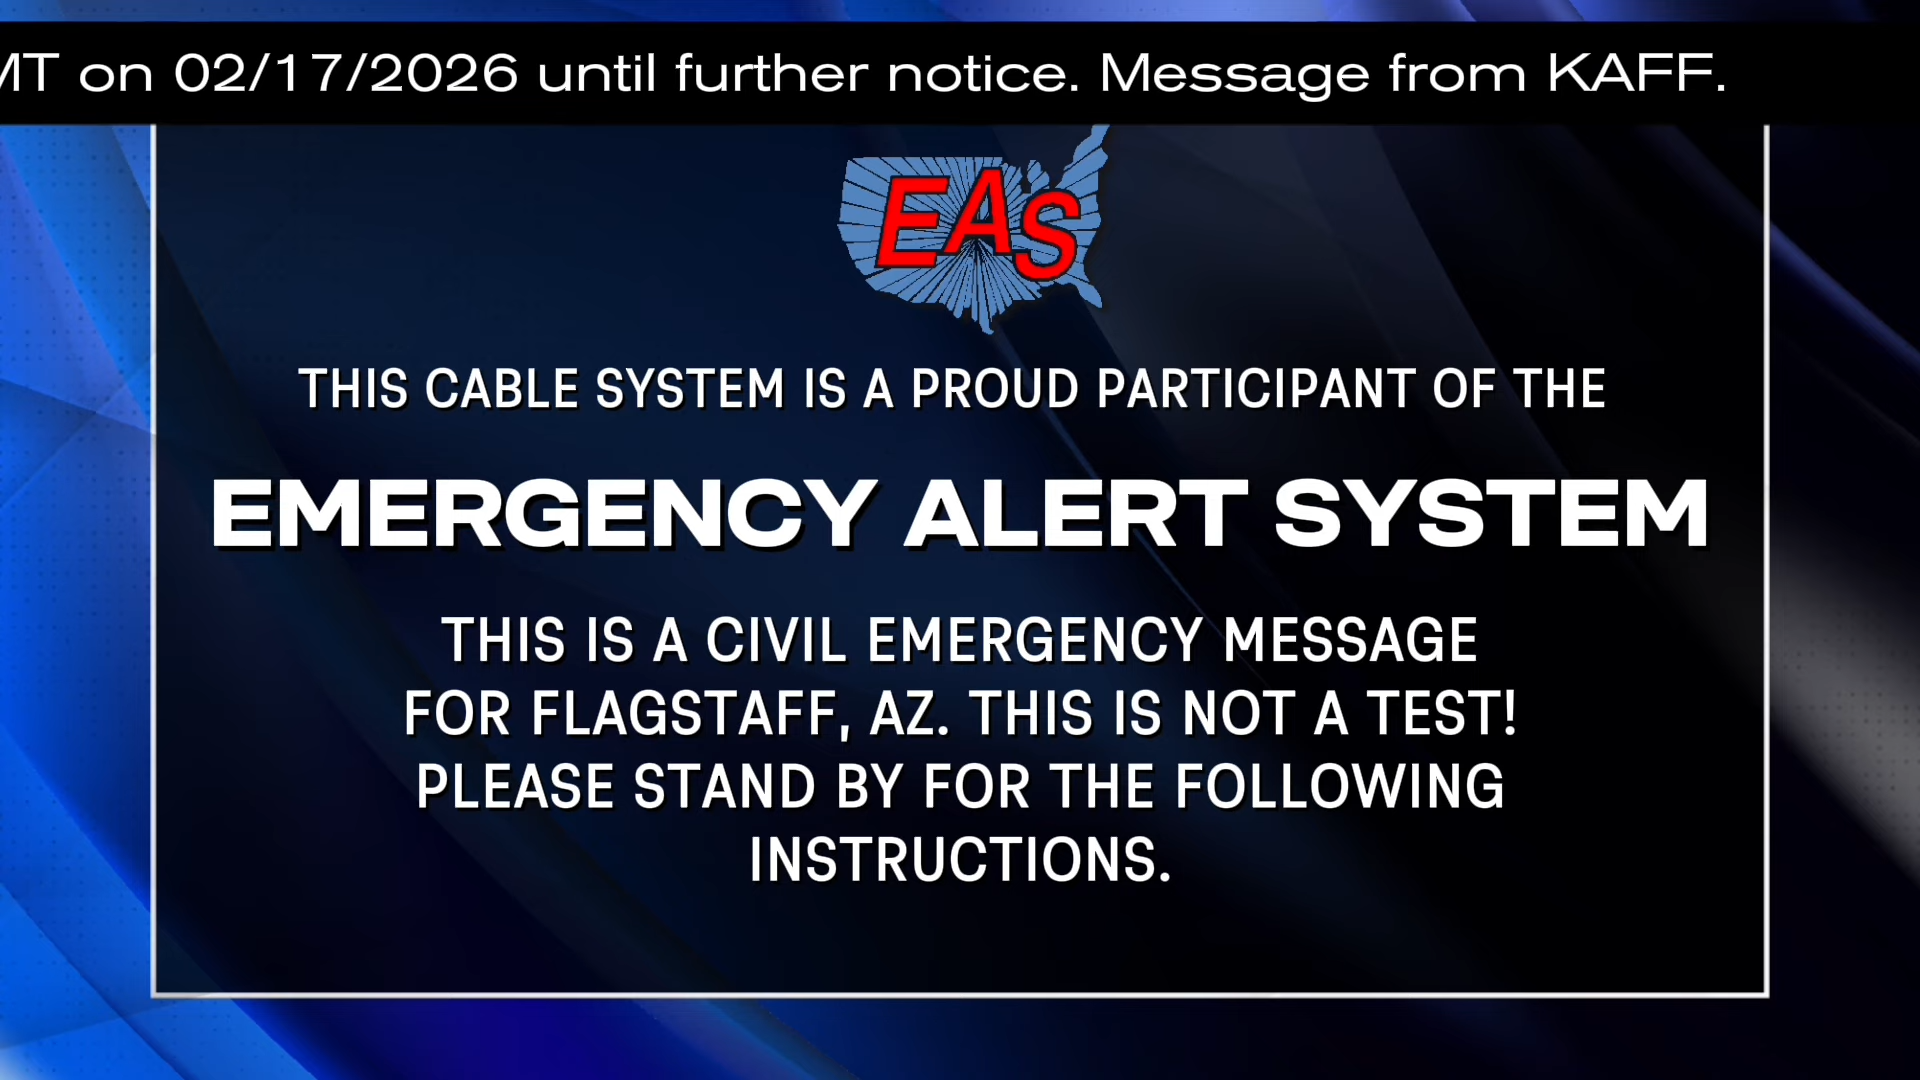 MT on 02/17/2026 until further notice. Message from KAFF.
EAS
THIS CABLE SYSTEM IS A PROUD PARTICIPANT OF THE
EMERGENCY ALERT SYSTEM
THIS IS A CIVIL EMERGENCY MESSAGE
FOR FLAGSTAFF, AZ. THIS IS NOT A TEST!
PLEASE STAND BY FOR THE FOLLOWING
INSTRUCTIONS.